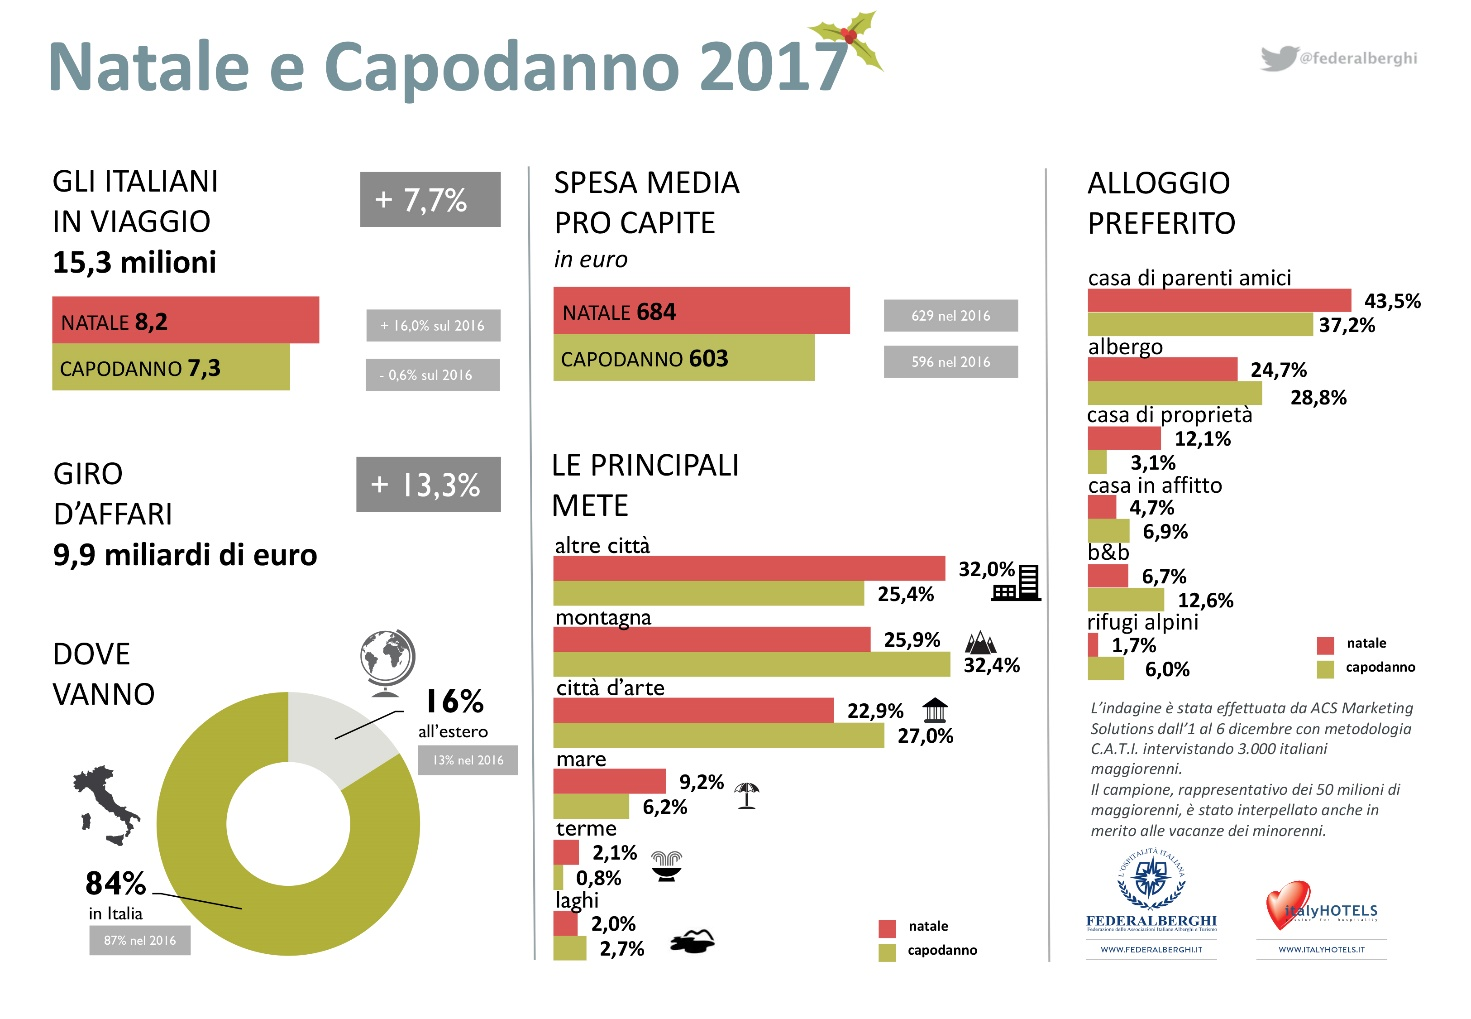 Natale e Capodanno 2017
@federalberghi
GLI ITALIANI
IN VIAGGIO
15,3 milioni
+ 7,7%
NATALE 8,2
+ 16,0% sul 2016
CAPODANNO 7,3
- 0,6% sul 2016
GIRO
D'AFFARI
9,9 miliardi di euro
+ 13,3%
DOVE
VANNO
16%
all'estero
13% nel 2016
84%
in Italia
87% nel 2016
SPESA MEDIA
PRO CAPITE
in euro
NATALE 684
629 nel 2016
CAPODANNO 603
596 nel 2016
LE PRINCIPALI
METE
altre città
32,0%
25,4%
montagna
25,9%
32,4%
città d'arte
22,9%
27,0%
mare
9,2%
6,2%
terme
2,1%
0,8%
laghi
2,0%
2,7%
natale
capodanno
ALLOGGIO
PREFERITO
casa di parenti amici
43,5%
37,2%
albergo
24,7%
28,8%
casa di proprietà
12,1%
3,1%
casa in affitto
4,7%
6,9%
b&b
6,7%
12,6%
rifugi alpini
1,7%
6,0%
natale
capodanno
L'indagine è stata effettuata da ACS Marketing
Solutions dall'1 al 6 dicembre con metodologia
C.A.T.I. intervistando 3.000 italiani
maggiorenni.
Il campione, rappresentativo dei 50 milioni di
maggiorenni, è stato interpellato anche in
merito alle vacanze dei minorenni.
L'OSPITALITÀ ITALIANA
FEDERALBERGHI
Federazione delle Associazioni Italiane Alberghi e Turismo
WWW.FEDERALBERGHI.IT
italyHOTELS
WWW.ITALYHOTELS.IT